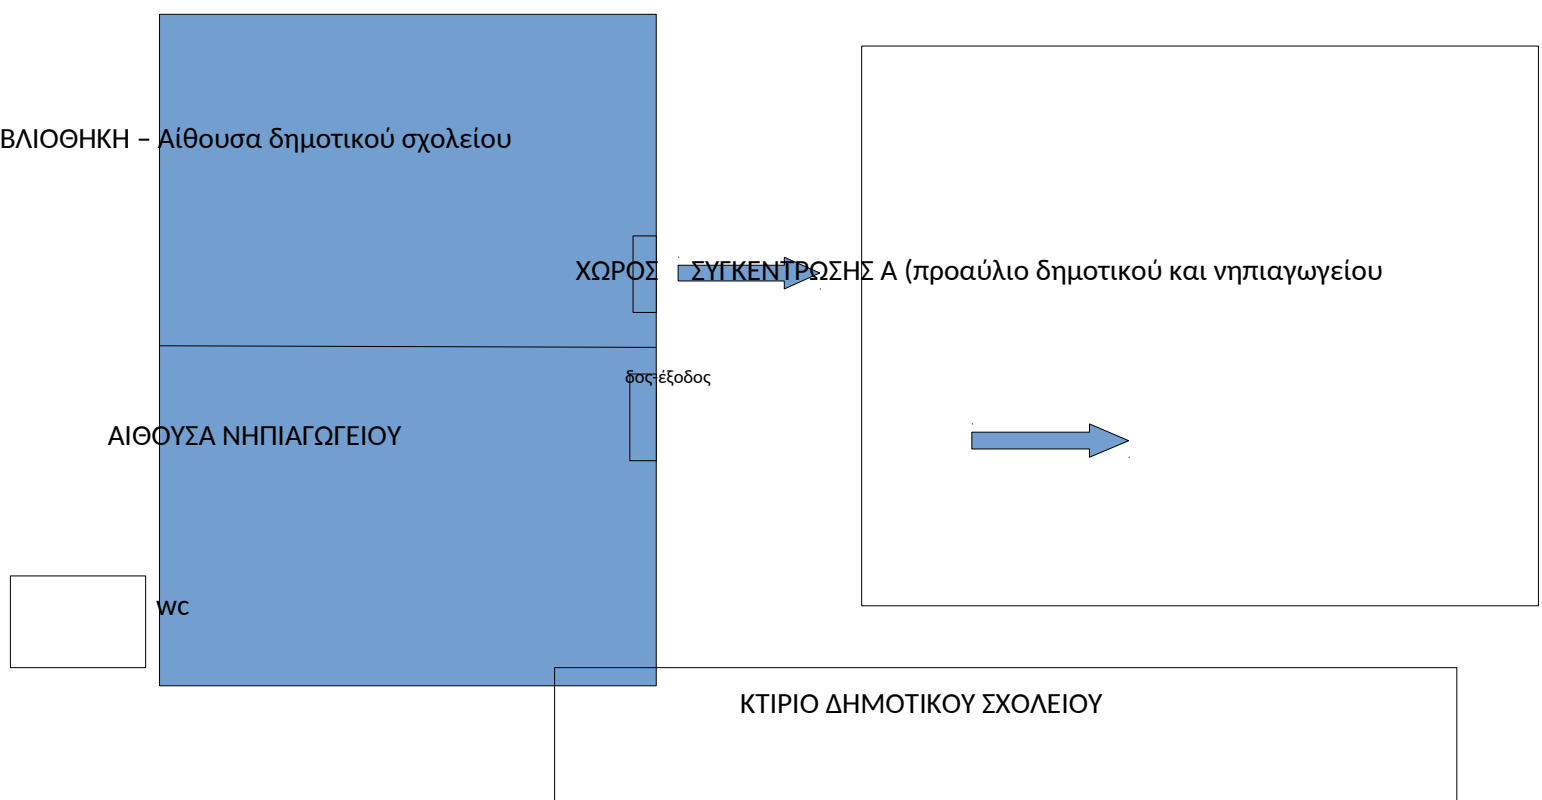 ΒΛΙΟΘΗΚΗ – Αίθουσα δημοτικού σχολείου
ΧΩΡΟΣ ΣΥΓΚΕΝΤΡΩΣΗΣ Α (προαύλιο δημοτικού και νηπιαγωγείου
δος-έξοδος
ΑΙΘΟΥΣΑ ΝΗΠΙΑΓΩΓΕΙΟΥ
wc
ΚΤΙΡΙΟ ΔΗΜΟΤΙΚΟΥ ΣΧΟΛΕΙΟΥ